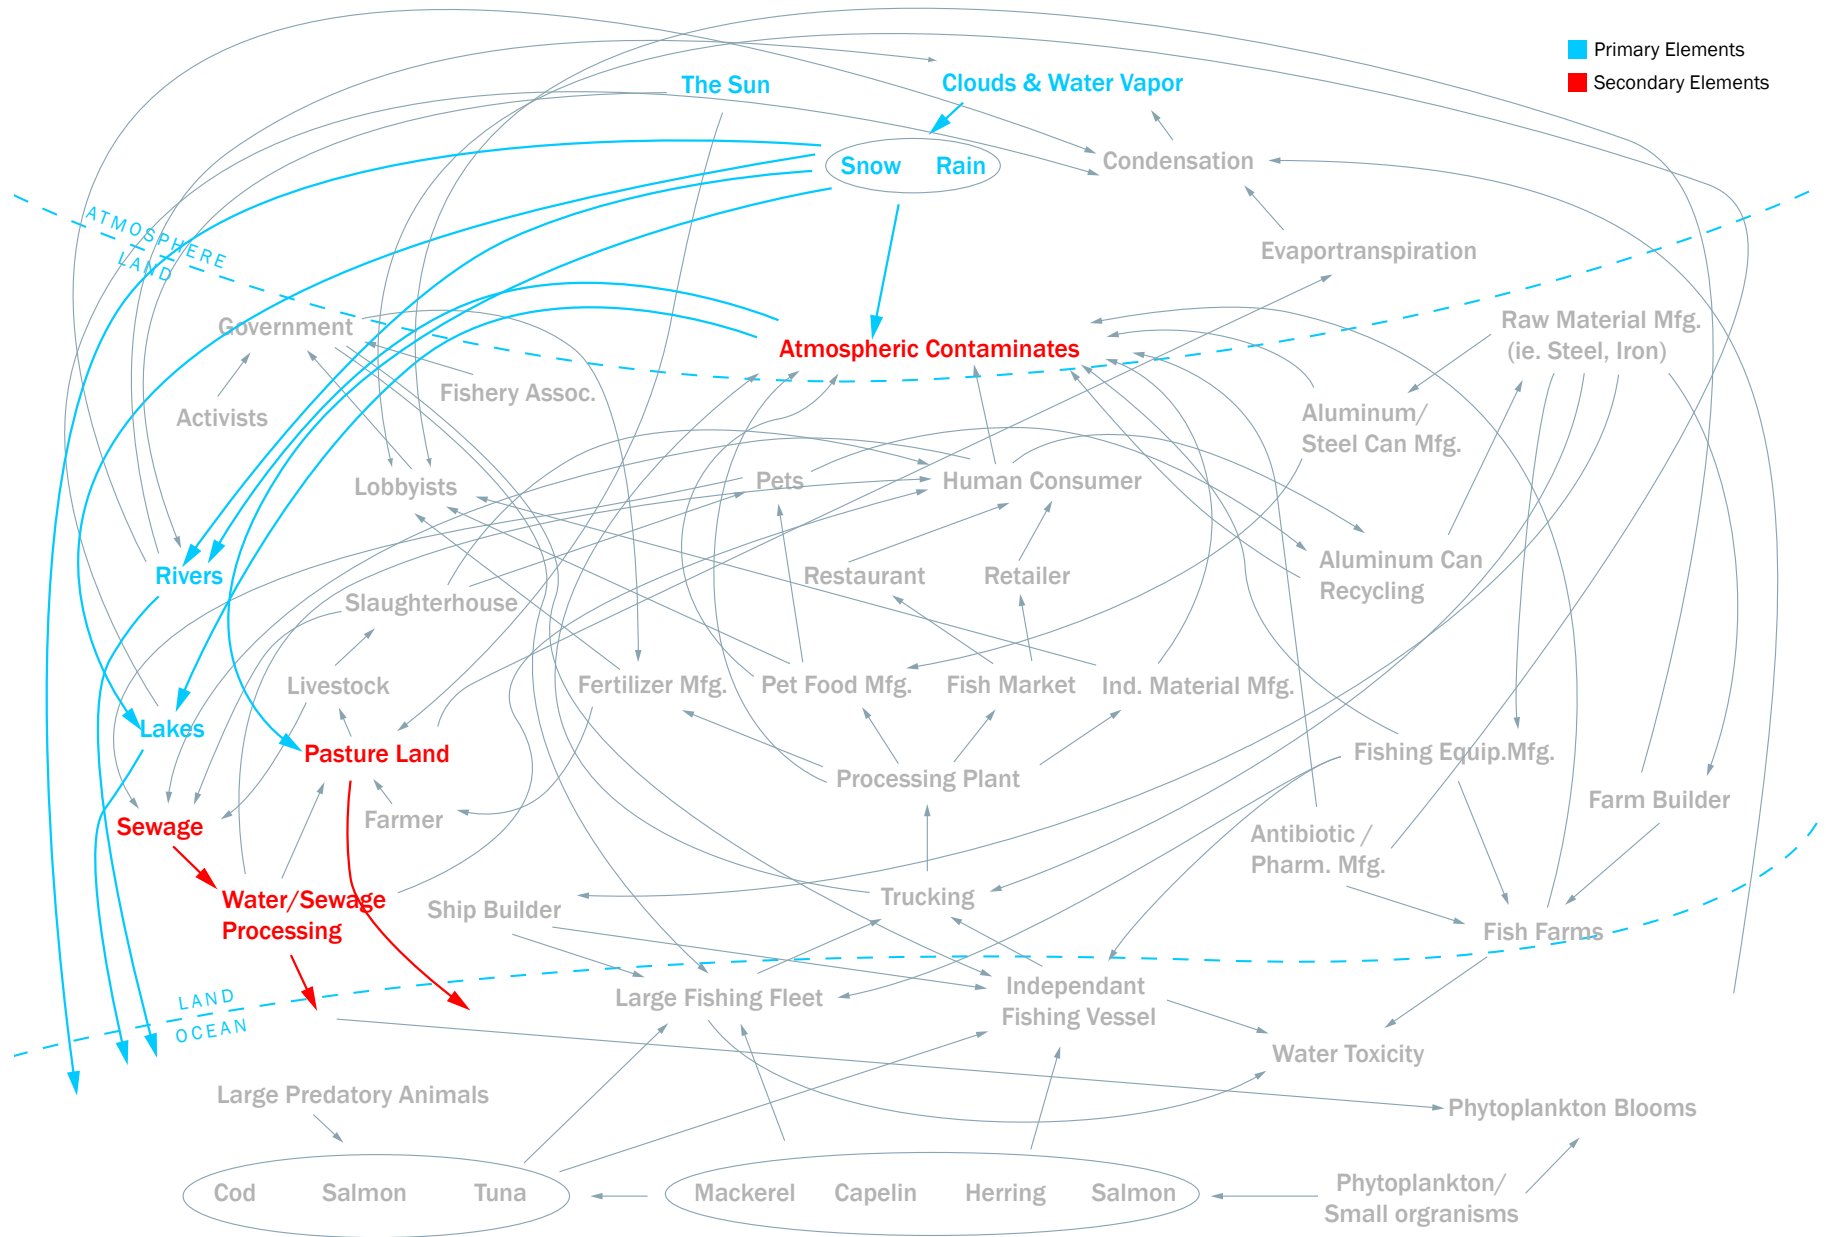 Primary Elements
Secondary Elements
The Sun
Clouds & Water Vapor
Snow Rain
Condensation
ATMOSPHERE
LAND
Evaportranspiration
Government
Raw Material Mfg.
(ie. Steel, Iron)
Atmospheric Contaminates
Fishery Assoc.
Activists
Aluminum/
Steel Can Mfg.
Lobbyists
Pets
Human Consumer
Rivers
Slaughterhouse
Restaurant
Retailer
Aluminum Can
Recycling
Livestock
Fertilizer Mfg.
Pet Food Mfg.
Fish Market
Ind. Material Mfg.
Lakes
Pasture Land
Processing Plant
Fishing Equip.Mfg.
Farm Builder
Sewage
Farmer
Antibiotic /
Pharm. Mfg.
Water/Sewage
Processing
Ship Builder
Trucking
Fish Farms
LAND
OCEAN
Large Fishing Fleet
Independant
Fishing Vessel
Water Toxicity
Large Predatory Animals
Phytoplankton Blooms
Cod Salmon Tuna
Mackerel Capelin Herring Salmon
Phytoplankton/
Small orgranisms